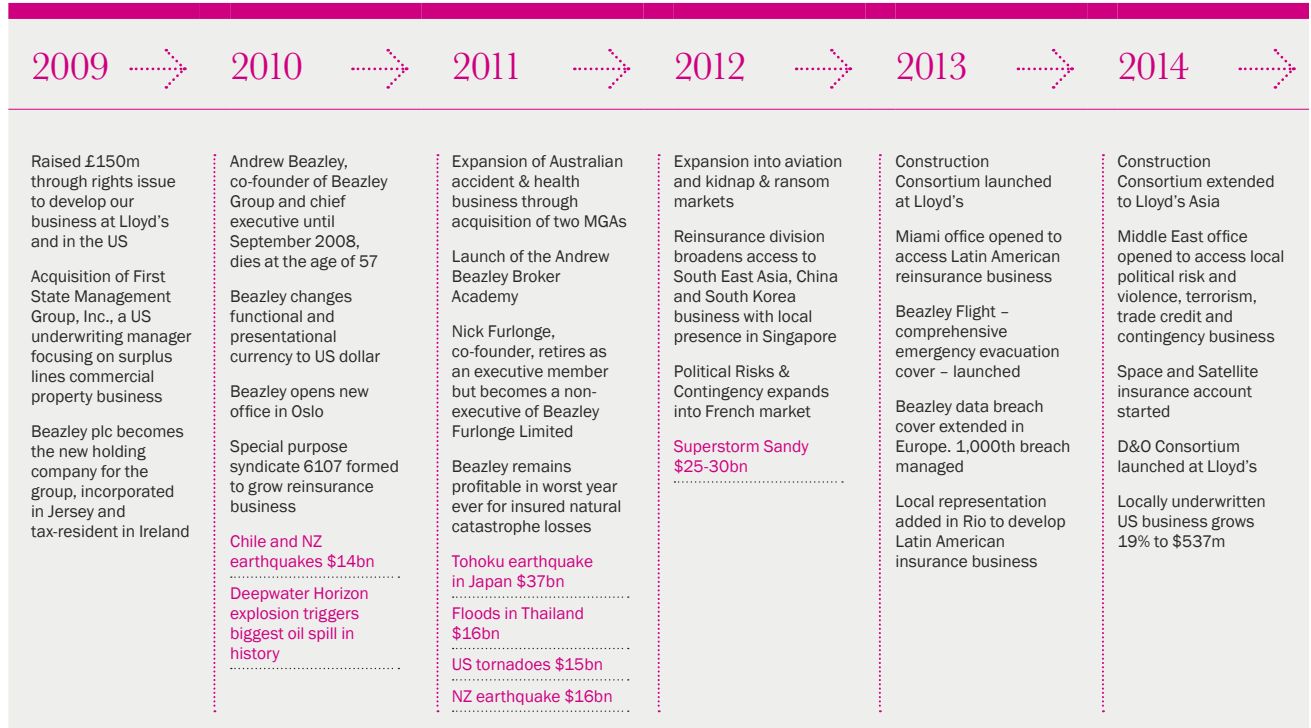 2009
2010
2011
2012
2013
2014
Raised £150m
through rights issue
to develop our
business at Lloyd's
and in the US
Acquisition of First
State Management
Group, Inc., a US
underwriting manager
focusing on surplus
lines commercial
property business
Beazley plc becomes
the new holding
company for the
group, incorporated
in Jersey and
tax-resident in Ireland
Andrew Beazley,
co-founder of Beazley
Group and chief
executive until
September 2008,
dies at the age of 57
Beazley changes
functional and
presentational
currency to US dollar
Beazley opens new
office in Oslo
Special purpose
syndicate 6107 formed
to grow reinsurance
business
Chile and NZ
earthquakes $14bn
Deepwater Horizon
explosion triggers
biggest oil spill in
history
Expansion of Australian
accident & health
business through
acquisition of two MGAs
Launch of the Andrew
Beazley Broker
Academy
Nick Furlonge,
co-founder, retires as
an executive member
but becomes a non-
executive of Beazley
Furlonge Limited
Beazley remains
profitable in worst year
ever for insured natural
catastrophe losses
Tohoku earthquake
in Japan $37bn
Floods in Thailand
$16bn
US tornadoes $15bn
NZ earthquake $16bn
Expansion into aviation
and kidnap & ransom
markets
Reinsurance division
broadens access to
South East Asia, China
and South Korea
business with local
presence in Singapore
Political Risks &
Contingency expands
into French market
Superstorm Sandy
$25-30bn
Construction
Consortium launched
at Lloyd's
Miami office opened to
access Latin American
reinsurance business
Beazley Flight –
comprehensive
emergency evacuation
cover – launched
Beazley data breach
cover extended in
Europe. 1,000th breach
managed
Local representation
added in Rio to develop
Latin American
insurance business
Construction
Consortium extended
to Lloyd's Asia
Middle East office
opened to access local
political risk and
violence, terrorism,
trade credit and
contingency business
Space and Satellite
insurance account
started
D&O Consortium
launched at Lloyd's
Locally underwritten
US business grows
19% to $537m